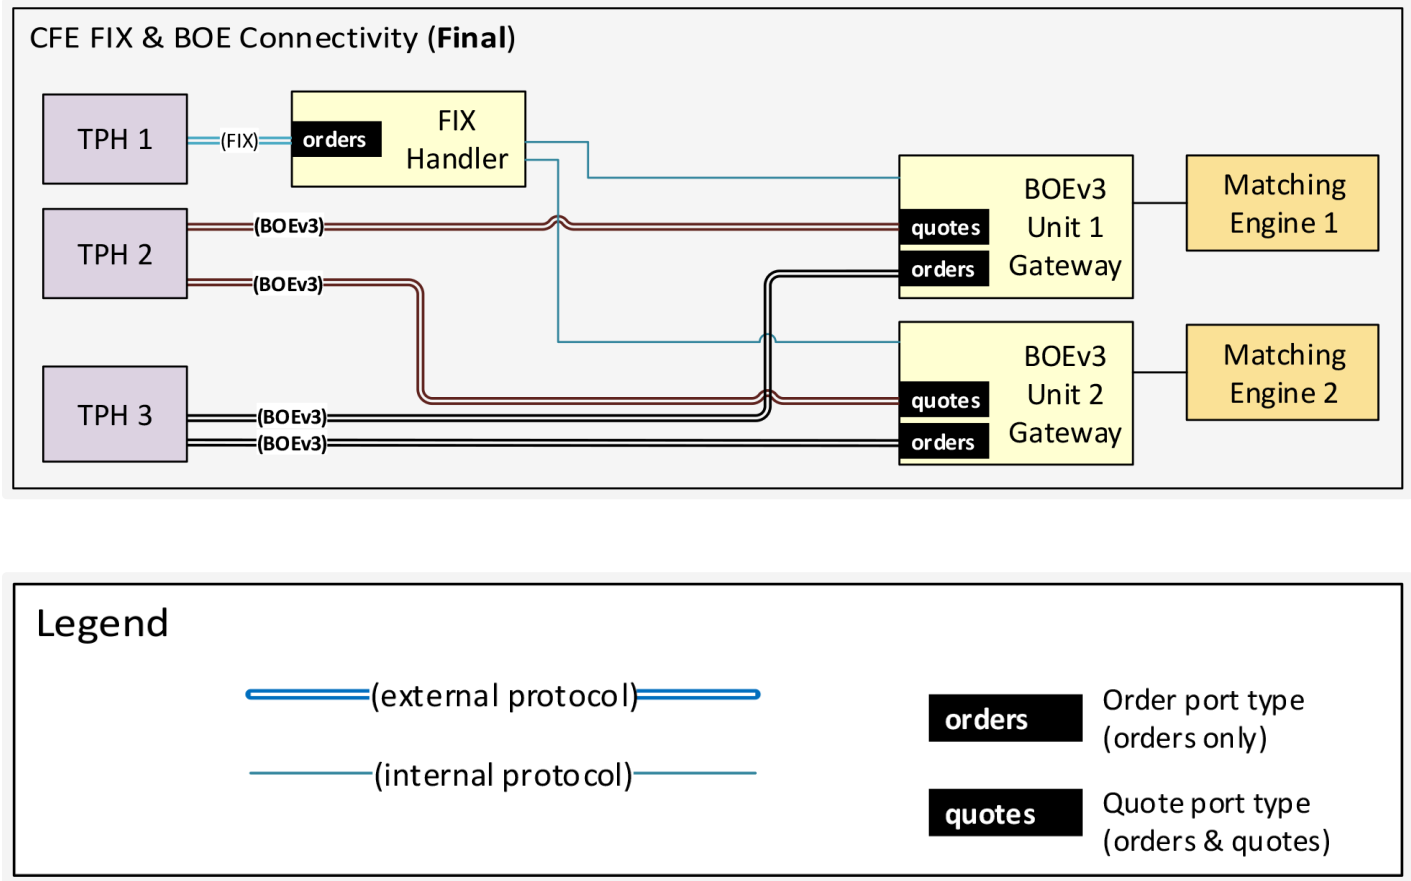 CFE FIX & BOE Connectivity (Final)
TPH 1
(FIX)
orders
FIX
Handler
TPH 2
(BOEv3)
(BOEv3)
TPH 3
(BOEv3)
(BOEv3)
quotes
orders
BOEv3
Unit 1
Gateway
Matching
Engine 1
quotes
orders
BOEv3
Unit 2
Gateway
Matching
Engine 2
Legend
(external protocol)
(internal protocol)
orders
Order port type
(orders only)
quotes
Quote port type
(orders & quotes)